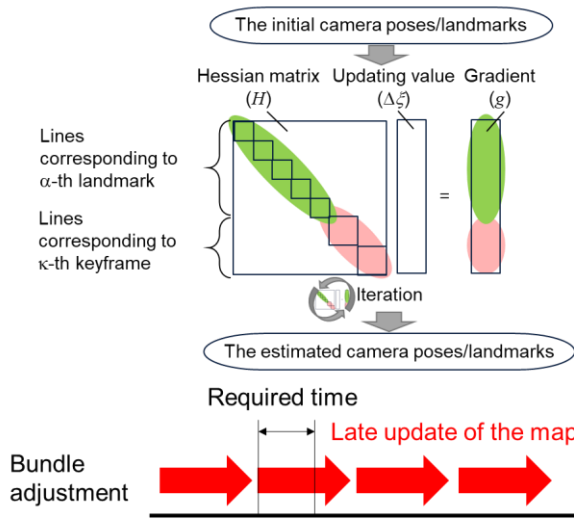 The initial camera poses/landmarks
Hessian matrix Updating value Gradient
(H) (Δξ) (g)
Lines
corresponding to
α-th landmark
=
Lines
corresponding to
κ-th keyframe
Iteration
The estimated camera poses/landmarks
Required time
Late update of the map
Bundle
adjustment